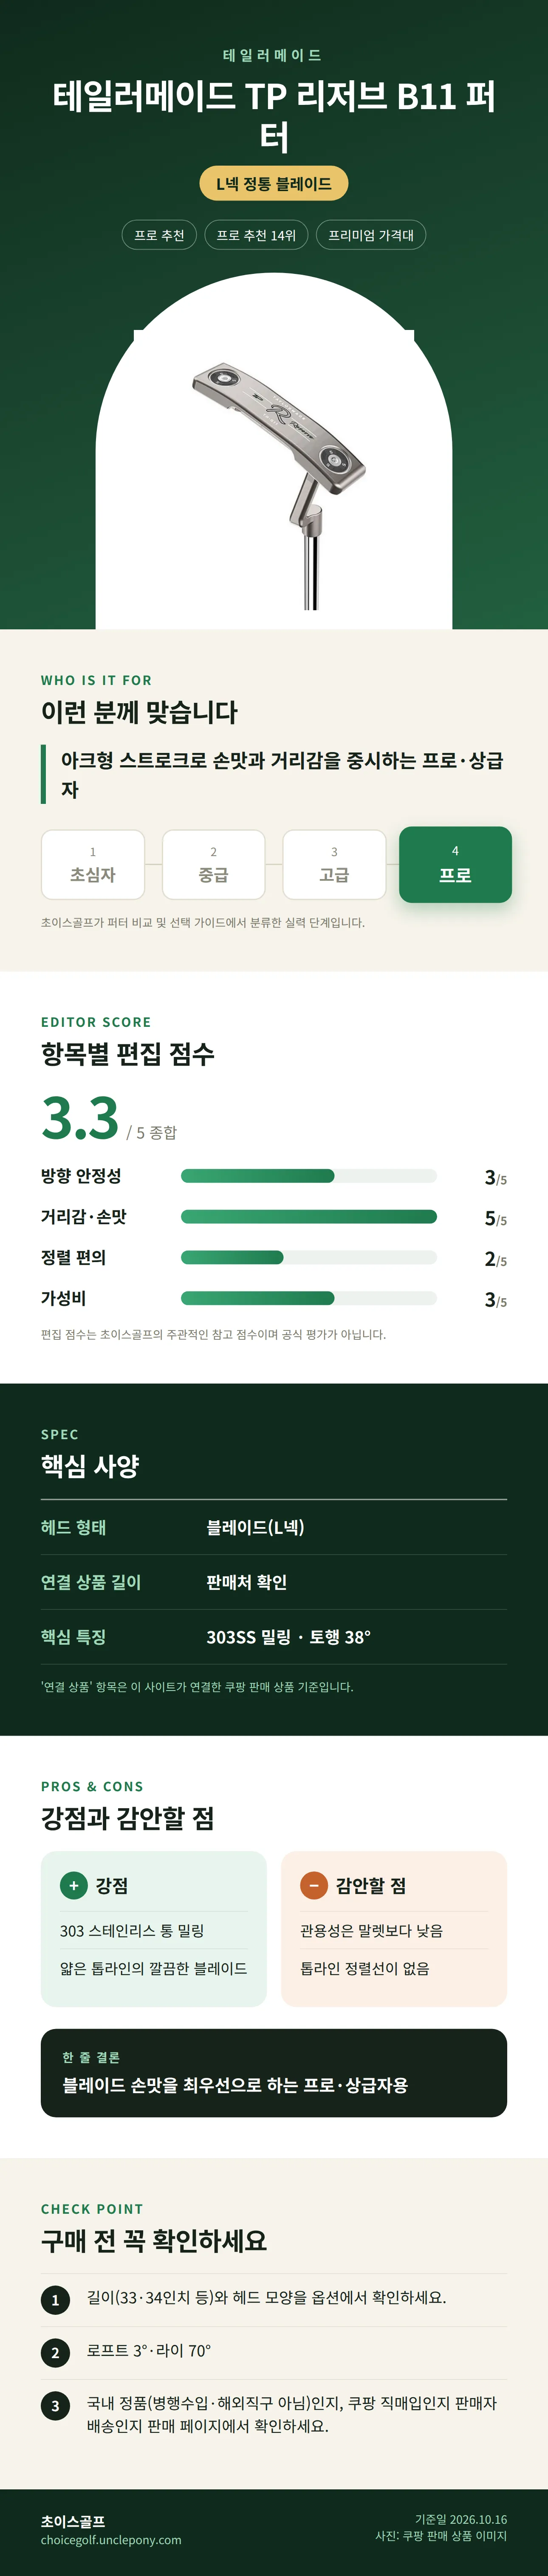 테일러메이드
테일러메이드 TP 리저브 B11 퍼
터
L넥 정통 블레이드
프로 추천
프로 추천 14위
프리미엄 가격대
WHO IS IT FOR
이런 분께 맞습니다
아크형 스트로크로 손맛과 거리감을 중시하는 프로·상급
자
1
초심자
2
중급
3
고급
4
프로
초이스골프가 퍼터 비교 및 선택 가이드에서 분류한 실력 단계입니다.
EDITOR SCORE
항목별 편집 점수
3.3 / 5 종합
방향 안정성 3/5
거리감·손맛 5/5
정렬 편의 2/5
가성비 3/5
편집 점수는 초이스골프의 주관적인 참고 점수이며 공식 평가가 아닙니다.
SPEC
핵심 사양
헤드 형태 블레이드(L넥)
연결 상품 길이 판매처 확인
핵심 특징 303SS 밀링 · 토행 38°
'연결 상품' 항목은 이 사이트가 연결한 쿠팡 판매 상품 기준입니다.
PROS & CONS
강점과 감안할 점
+ 강점
303 스테인리스 통 밀링
얇은 톱라인의 깔끔한 블레이드
− 감안할 점
관용성은 말렛보다 낮음
톱라인 정렬선이 없음
한 줄 결론
블레이드 손맛을 최우선으로 하는 프로·상급자용
CHECK POINT
구매 전 꼭 확인하세요
1 길이(33·34인치 등)와 헤드 모양을 옵션에서 확인하세요.
2 로프트 3°·라이 70°
3 국내 정품(병행수입·해외직구 아님)인지, 쿠팡 직매입인지 판매자
배송인지 판매 페이지에서 확인하세요.
초이스골프
choicegolf.unclepony.com
기준일 2026.10.16
사진: 쿠팡 판매 상품 이미지